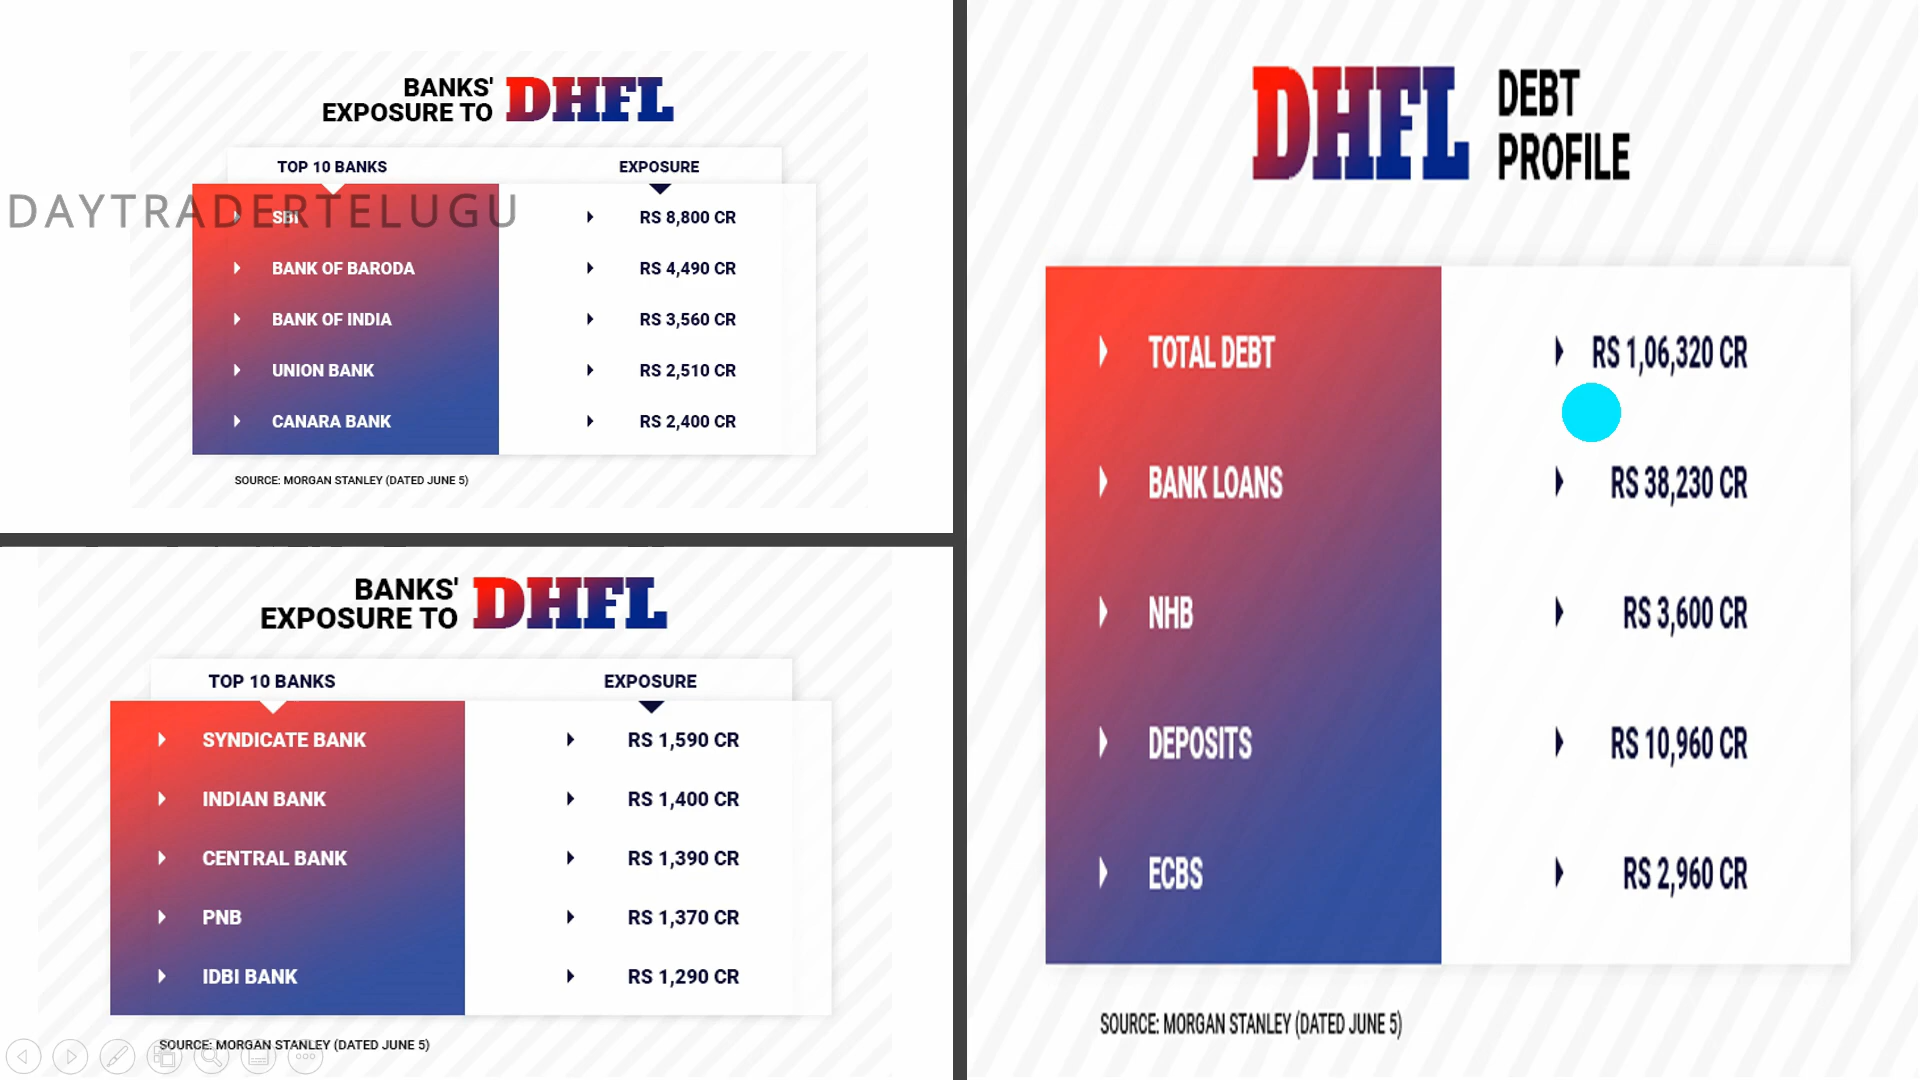 BANKS'
EXPOSURE TO DHFL
TOP 10 BANKS EXPOSURE
DAYTRADERTELUGU
SBI RS 8,800 CR
BANK OF BARODA RS 4,490 CR
BANK OF INDIA RS 3,560 CR
UNION BANK RS 2,510 CR
CANARA BANK RS 2,400 CR
SOURCE: MORGAN STANLEY (DATED JUNE 5)
BANKS'
EXPOSURE TO DHFL
TOP 10 BANKS EXPOSURE
SYNDICATE BANK RS 1,590 CR
INDIAN BANK RS 1,400 CR
CENTRAL BANK RS 1,390 CR
PNB RS 1,370 CR
IDBI BANK RS 1,290 CR
SOURCE: MORGAN STANLEY (DATED JUNE 5)
DHFL DEBT
PROFILE
TOTAL DEBT RS 1,06,320 CR
BANK LOANS RS 38,230 CR
NHB RS 3,600 CR
DEPOSITS RS 10,960 CR
ECBS RS 2,960 CR
SOURCE: MORGAN STANLEY (DATED JUNE 5)